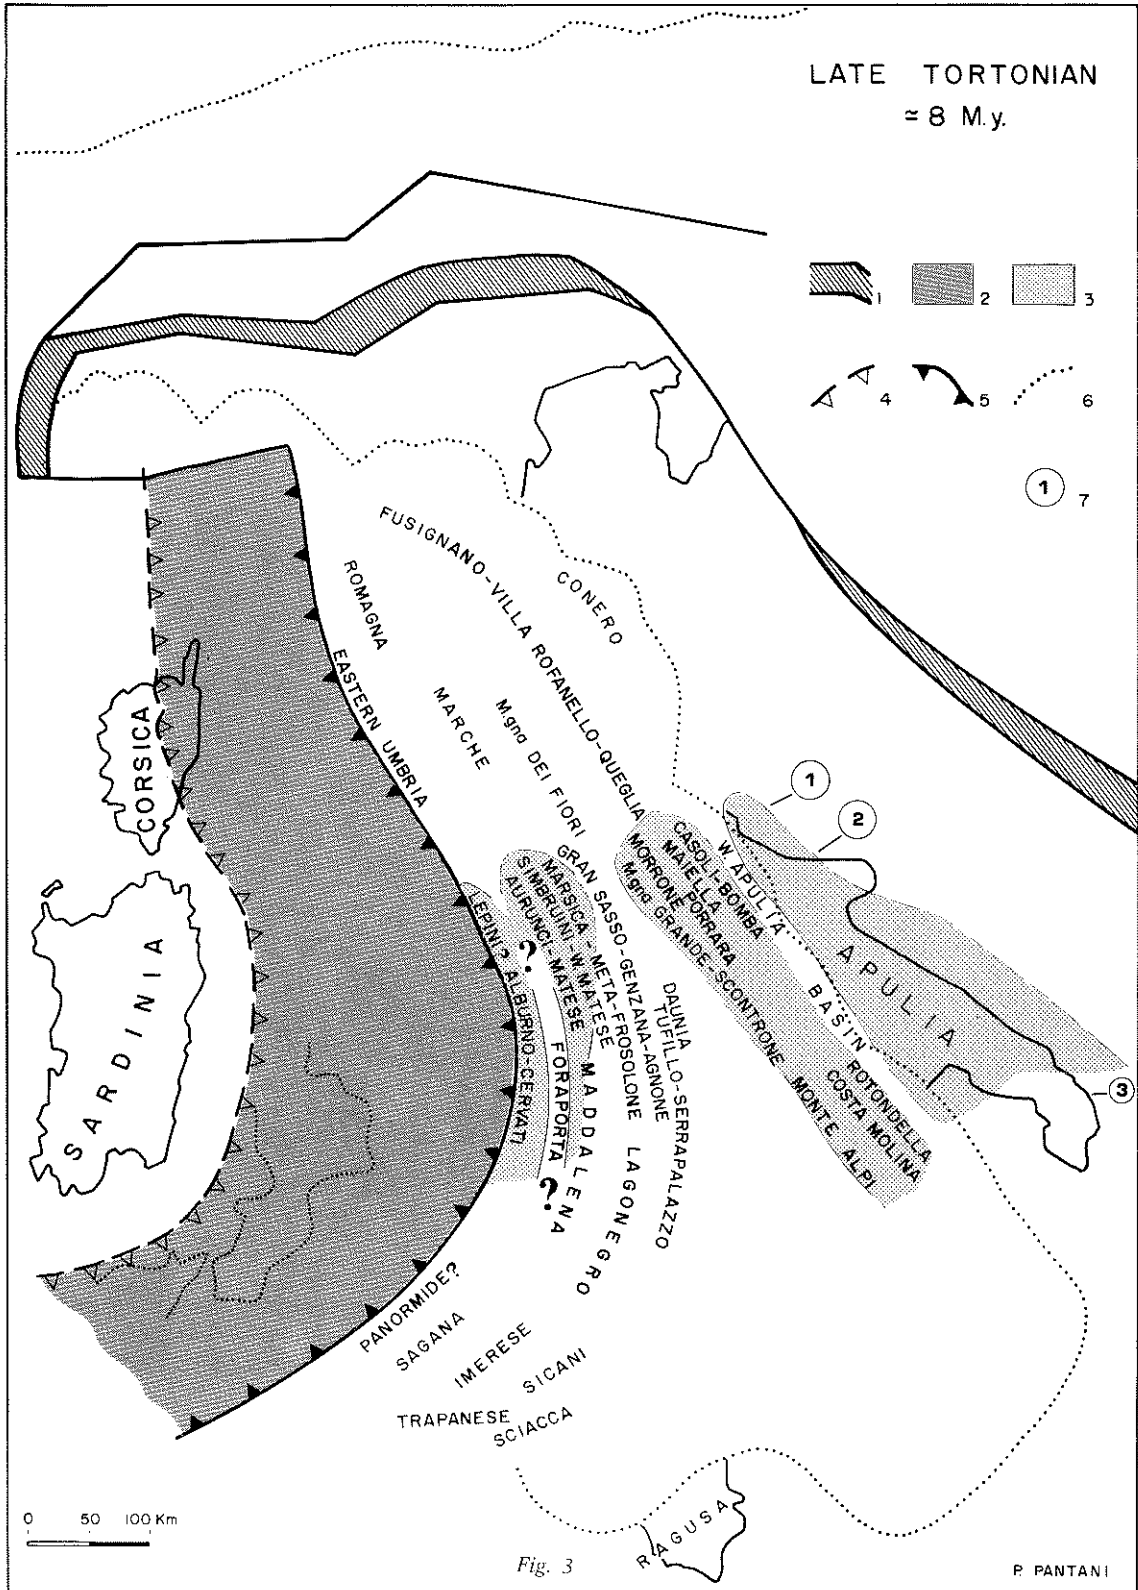 LATE TORTONIAN
≃ 8 M.y.
1
2
3
4
5
6
1
7
FUSIGNANO-VILLA ROFANELLO-QUEGLIA
CONERO
ROMAGNA
EASTERN UMBRIA
MARCHE
M.gna DEI FIORI
CORSICA
SARDINIA
1
2
3
W. APULIA BASIN
APULIA
CASOLI-BOMBA
MAIELLA
MORRONE PORRARA
M.gna GRANDE-SCONTRONE
MONTE ALPI
ROTONDELLA
COSTA MOLINA
GRAN SASSO-GENZANA-AGNONE
MARSICA-META-FROSOLONE
SIMBRUINI-W. MATESE
AURUNCI-MATESE
LEPINI?
ALBURNO-CERVATI
?
FORAPORTA
?
MADDALENA
LAGONEGRO
DAUNIA
TUFILLO-SERRAPALAZZO
PANORMIDE?
SAGANA
IMERESE
SICANI
TRAPANESE
SCIACCA
RAGUSA
0 50 100 Km
Fig. 3
P. PANTANI